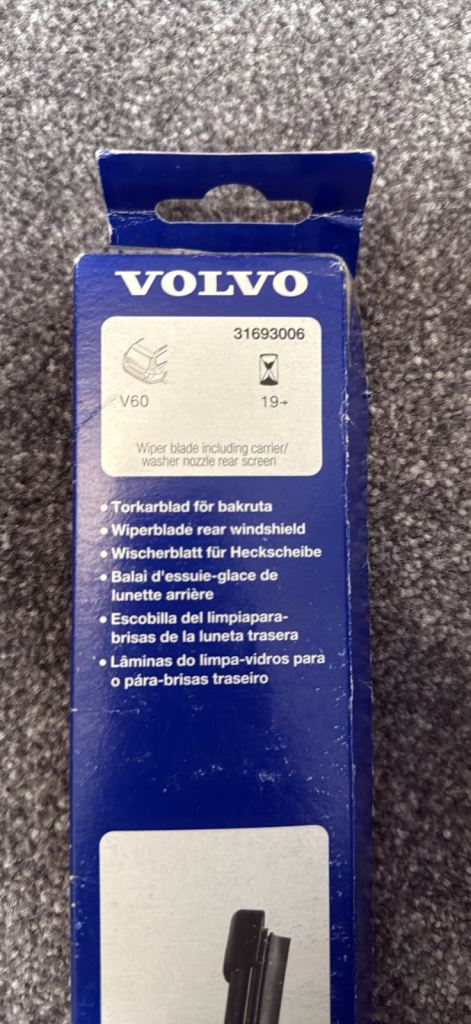 VOLVO
31693006
V60 19→
Wiper blade including carrier/
washer nozzle rear screen
• Torkarblad för bakruta
• Wiperblade rear windshield
• Wischerblatt für Heckscheibe
• Balai d'essuie-glace de
lunette arrière
• Escobilla del limpiapara-
brisas de la luneta trasera
• Lâminas do limpa-vidros para
o pára-brisas traseiro